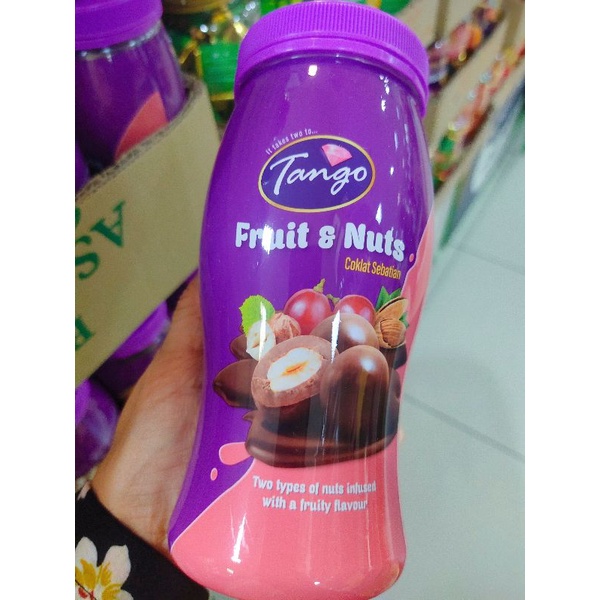 It takes two to...
Tango
Fruit & Nuts
Coklat Sebatian
Two types of nuts infused
with a fruity flavour